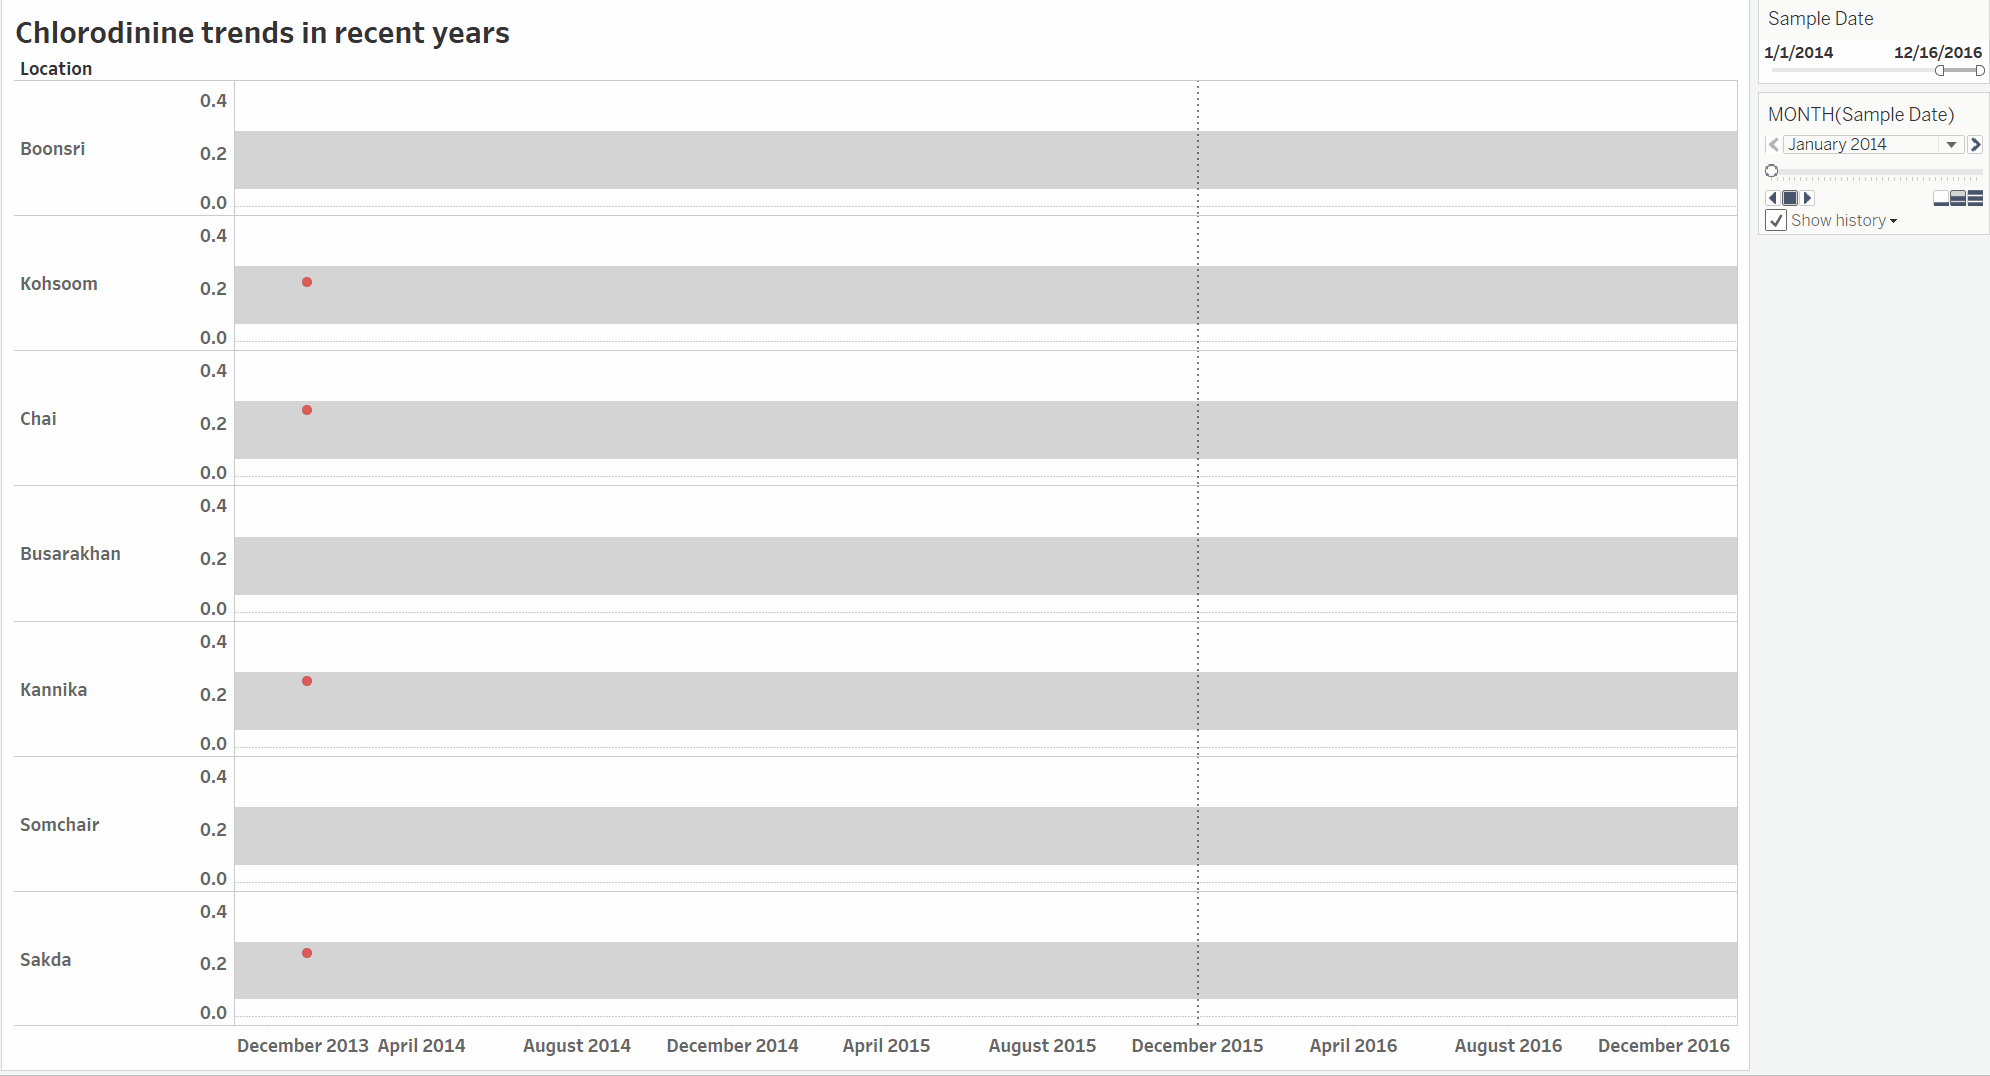 Chlorodinine trends in recent years
Location
Boonsri
0.4
0.2
0.0
Kohsoom
0.4
0.2
0.0
Chai
0.4
0.2
0.0
Busarakhan
0.4
0.2
0.0
Kannika
0.4
0.2
0.0
Somchair
0.4
0.2
0.0
Sakda
0.4
0.2
0.0
December 2013 April 2014 August 2014 December 2014 April 2015 August 2015 December 2015 April 2016 August 2016 December 2016
Sample Date
1/1/2014 12/16/2016
MONTH(Sample Date)
January 2014
Show history